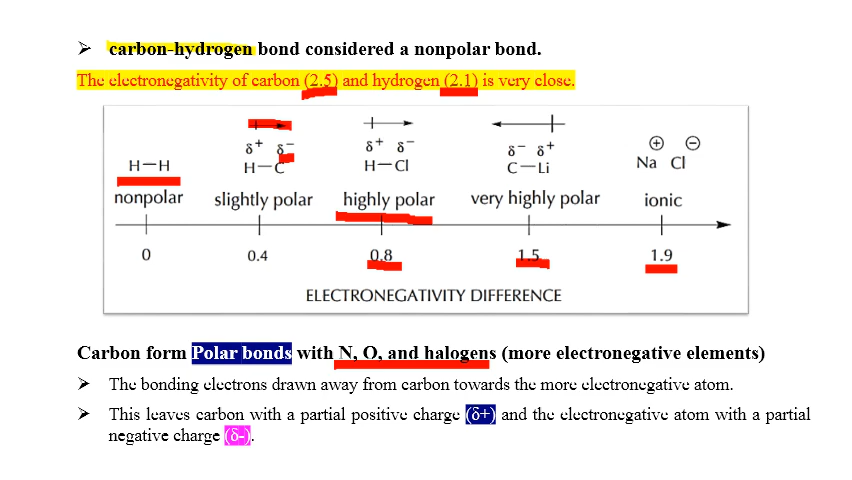 ➢ carbon-hydrogen bond considered a nonpolar bond.
The electronegativity of carbon (2.5) and hydrogen (2.1) is very close.
δ+ δ− δ+ δ− δ− δ+ ⊕ ⊖
H—H H—C H—Cl C—Li Na Cl
nonpolar slightly polar highly polar very highly polar ionic
0 0.4 0.8 1.5 1.9
ELECTRONEGATIVITY DIFFERENCE
Carbon form Polar bonds with N, O, and halogens (more electronegative elements)
➢ The bonding electrons drawn away from carbon towards the more electronegative atom.
➢ This leaves carbon with a partial positive charge (δ+) and the electronegative atom with a partial
negative charge (δ-).